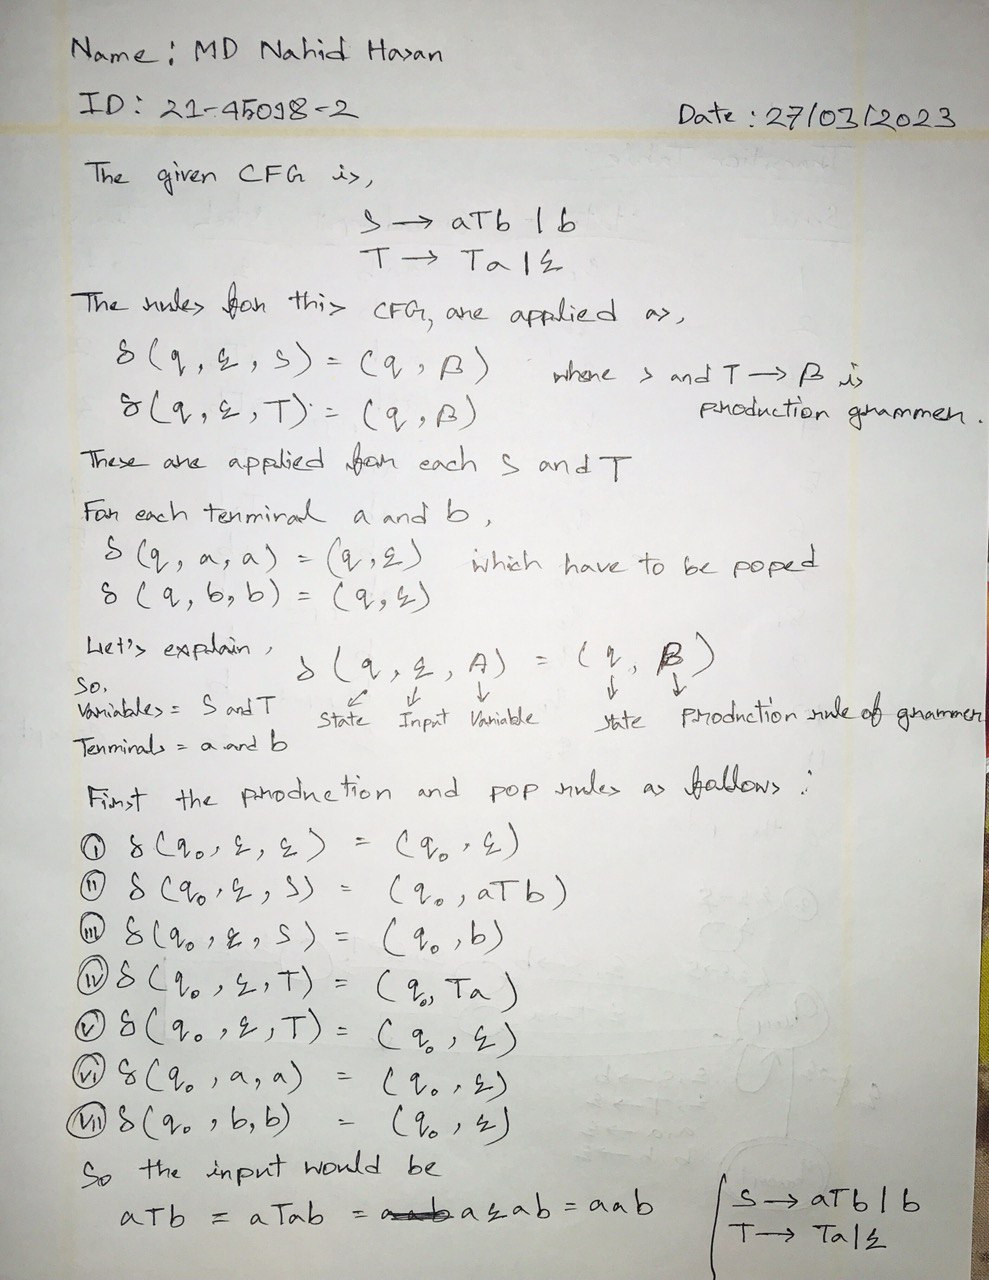 Name: MD Nahid Hasan
ID: 21-45098-2
Date: 27/03/2023
The given CFG is,
S → aTb | b
T → Ta | ε
The rules for this CFG, are applied as,
δ(q, ε, S) = (q, β) where S and T → β is
δ(q, ε, T) = (q, β) production grammer.
These are applied for each S and T
For each terminal a and b,
δ(q, a, a) = (q, ε) which have to be poped
δ(q, b, b) = (q, ε)
Let's explain,
δ(q, ε, A) = (q, β)
So,
Variables = S and T
State Input Variable State Production rule of grammer
Terminals = a and b
First the production and pop rules as follows:
(i) δ(q₀, ε, ε) = (q₀, ε)
(ii) δ(q₀, ε, S) = (q₀, aTb)
(iii) δ(q₀, ε, S) = (q₀, b)
(iv) δ(q₀, ε, T) = (q₀, Ta)
(v) δ(q₀, ε, T) = (q₀, ε)
(vi) δ(q₀, a, a) = (q₀, ε)
(vii) δ(q₀, b, b) = (q₀, ε)
So the input would be
aTb = aTab = aεab = aab
S → aTb | b
T → Ta | ε